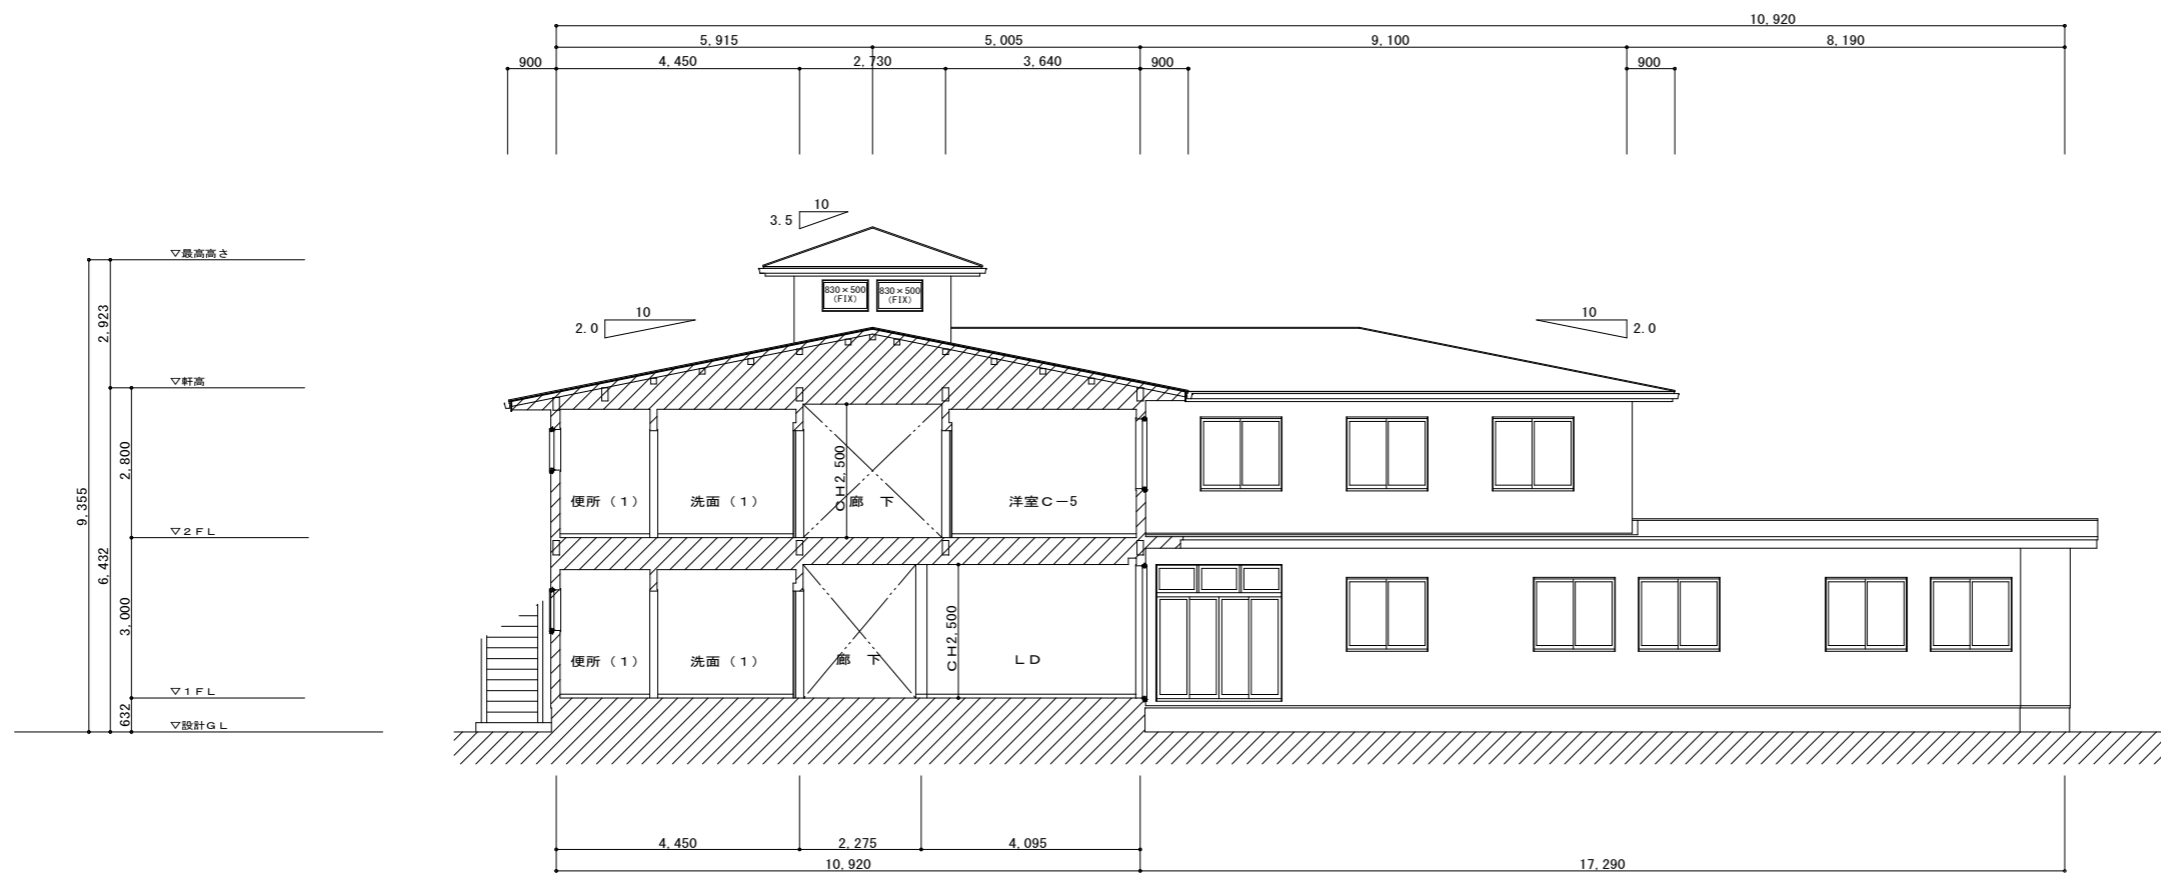 10,920
5,915 5,005 9,100 8,190
900 4,450 2,730 3,640 900 900
10
3.5
▽最高高さ
830×500 830×500
(FIX) (FIX)
10 10
2.0 2.0
2,923
▽軒高
2,800
CH2,500
9,355
便所(1) 洗面(1) 廊 下 洋室C-5
▽2FL
6,432
3,000
CH2,500
便所(1) 洗面(1) 廊 下 LD
▽1FL
632
▽設計GL
4,450 2,275 4,095
10,920 17,290